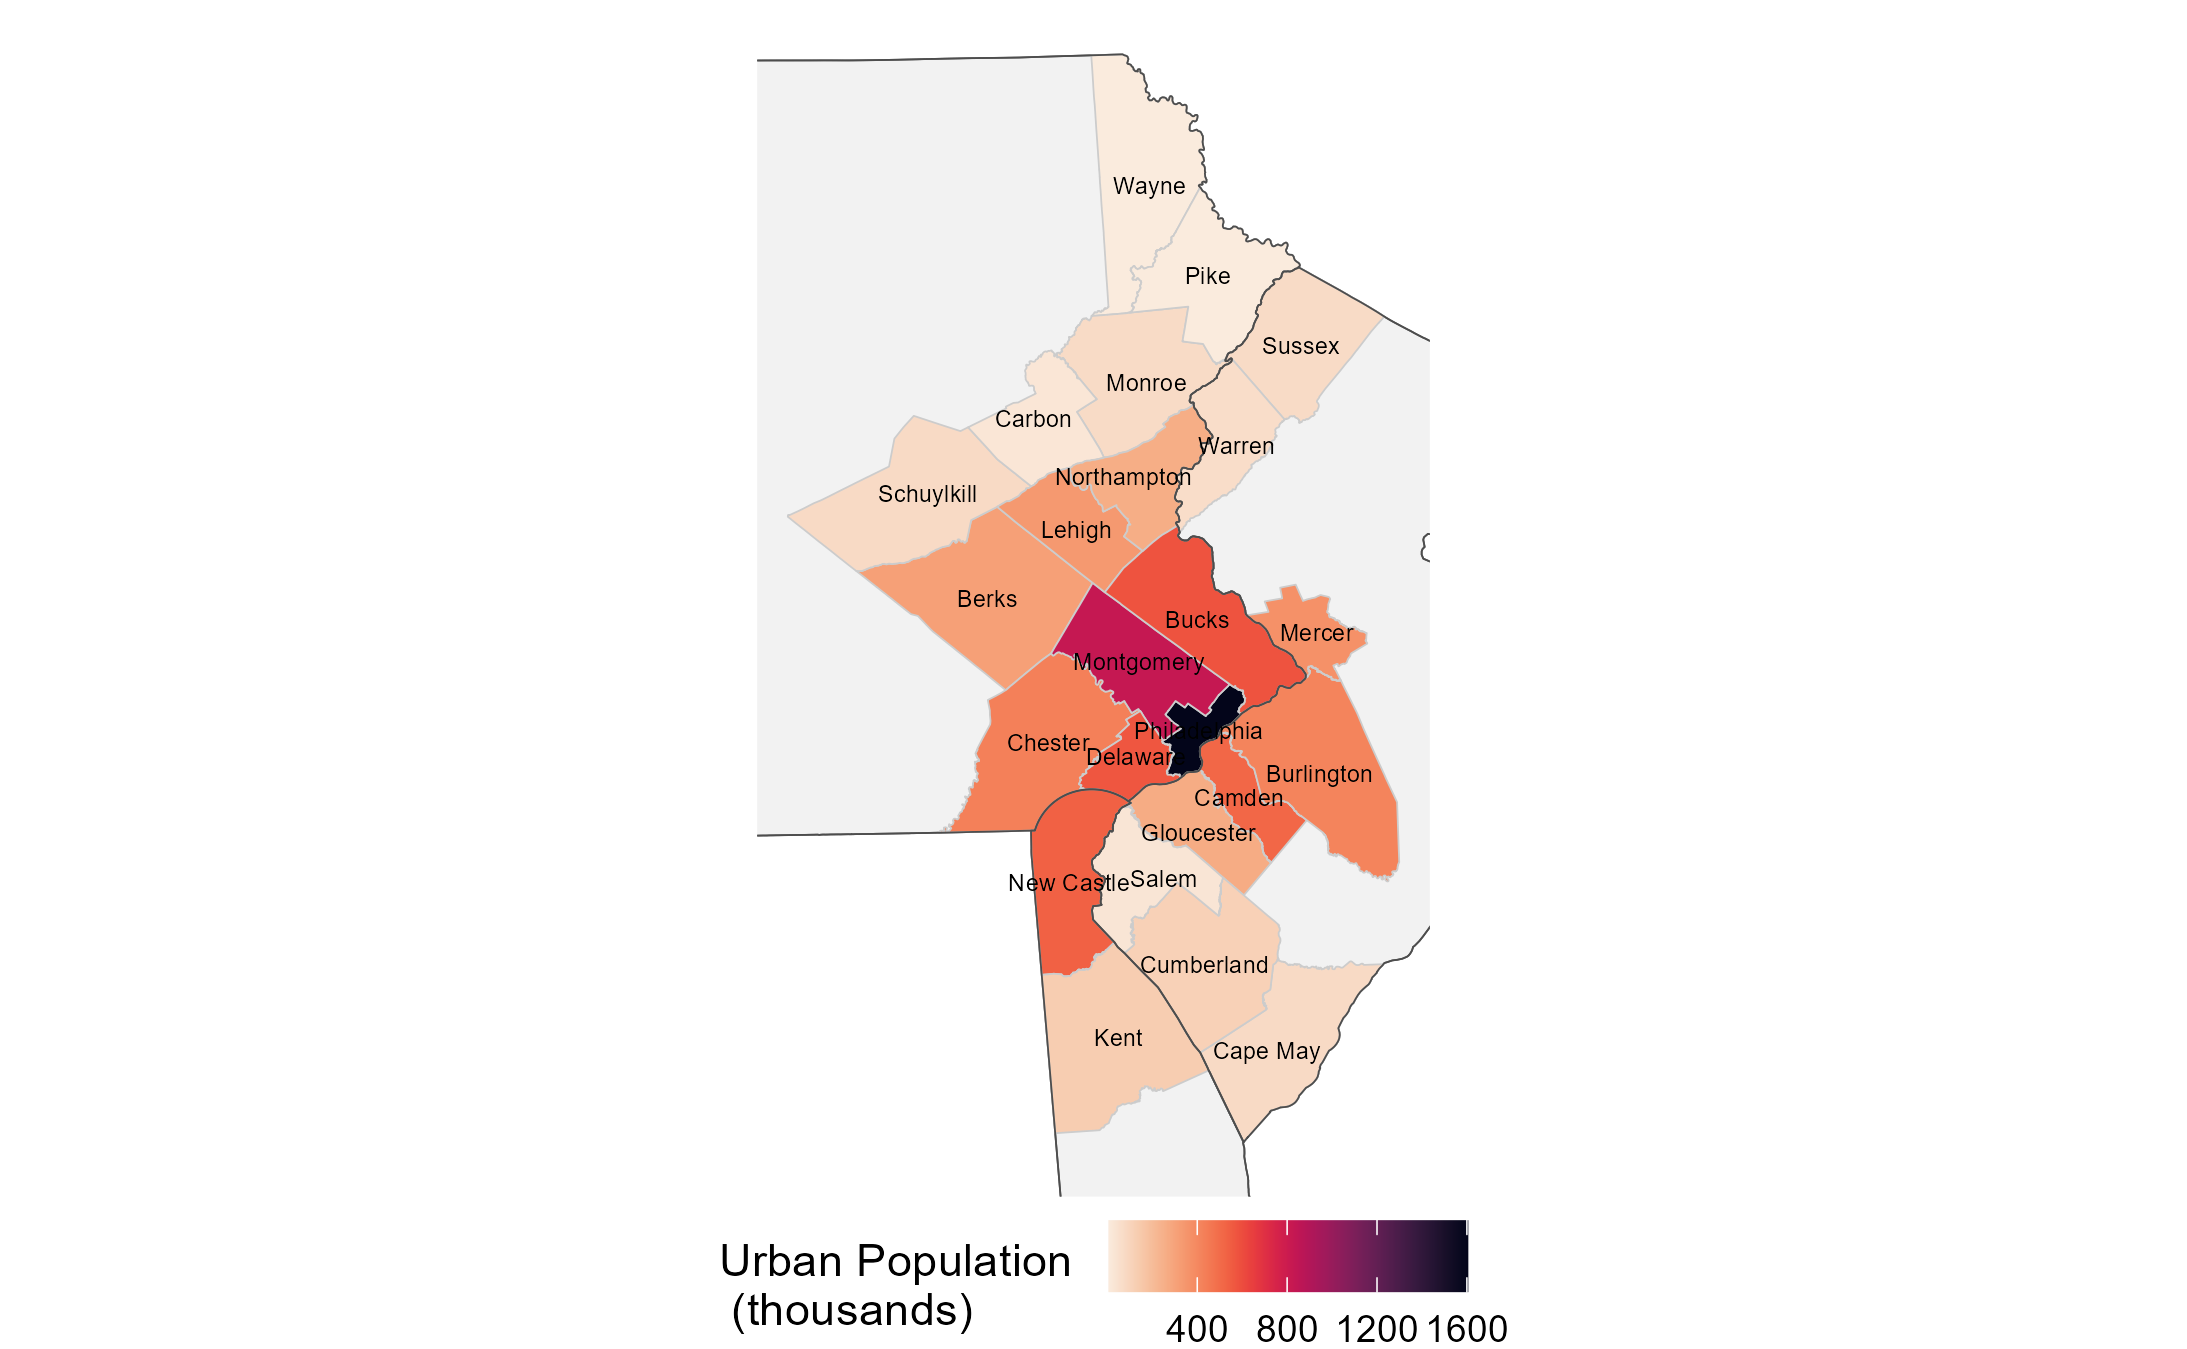 Wayne
Pike
Sussex
Monroe
Carbon
Warren
Northampton
Schuylkill
Lehigh
Berks
Bucks
Mercer
Montgomery
Philadelphia
Chester
Delaware
Burlington
Camden
Gloucester
New Castle
Salem
Cumberland
Kent
Cape May
Urban Population
(thousands)
400 800 1200 1600